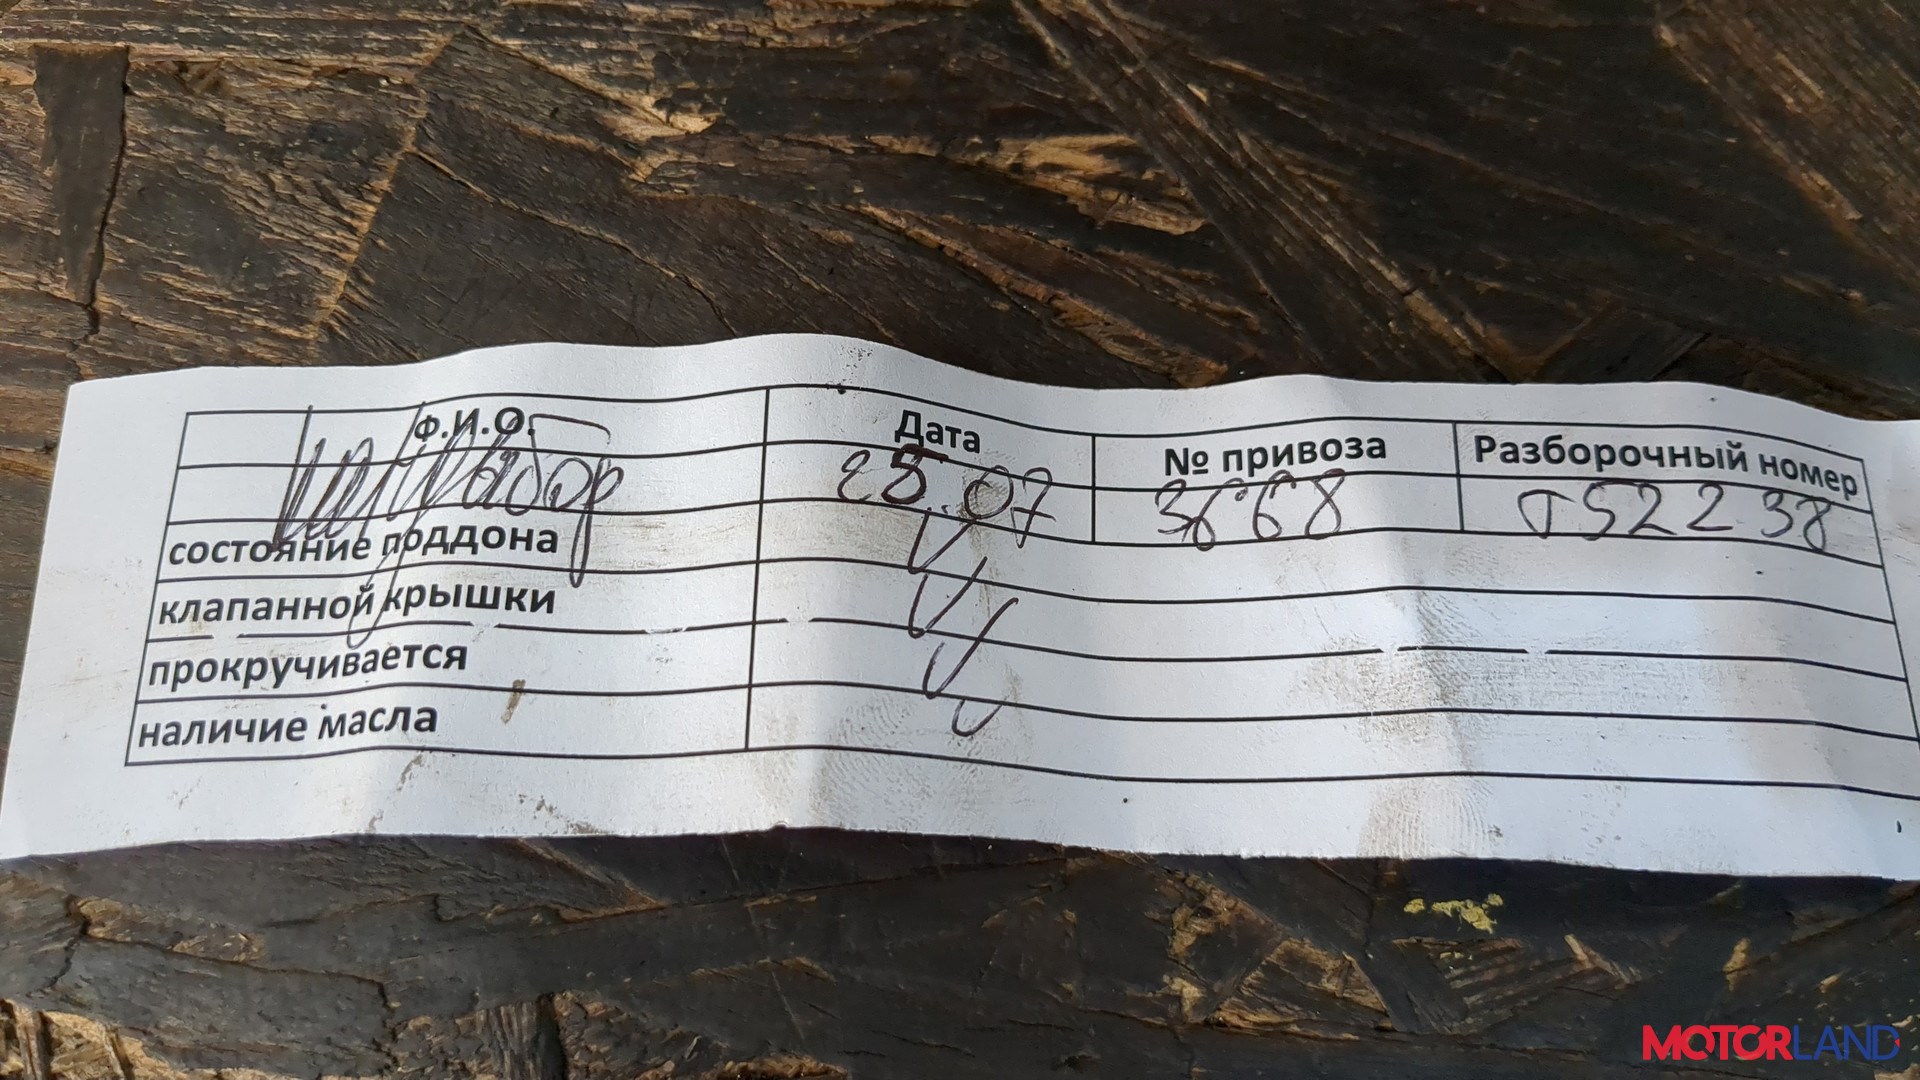 Ф.И.О. Дата № привоза Разборочный номер
25.07 3668 т52238
состояние поддона V
клапанной крышки V
прокручивается V
наличие масла V
MOTORLAND